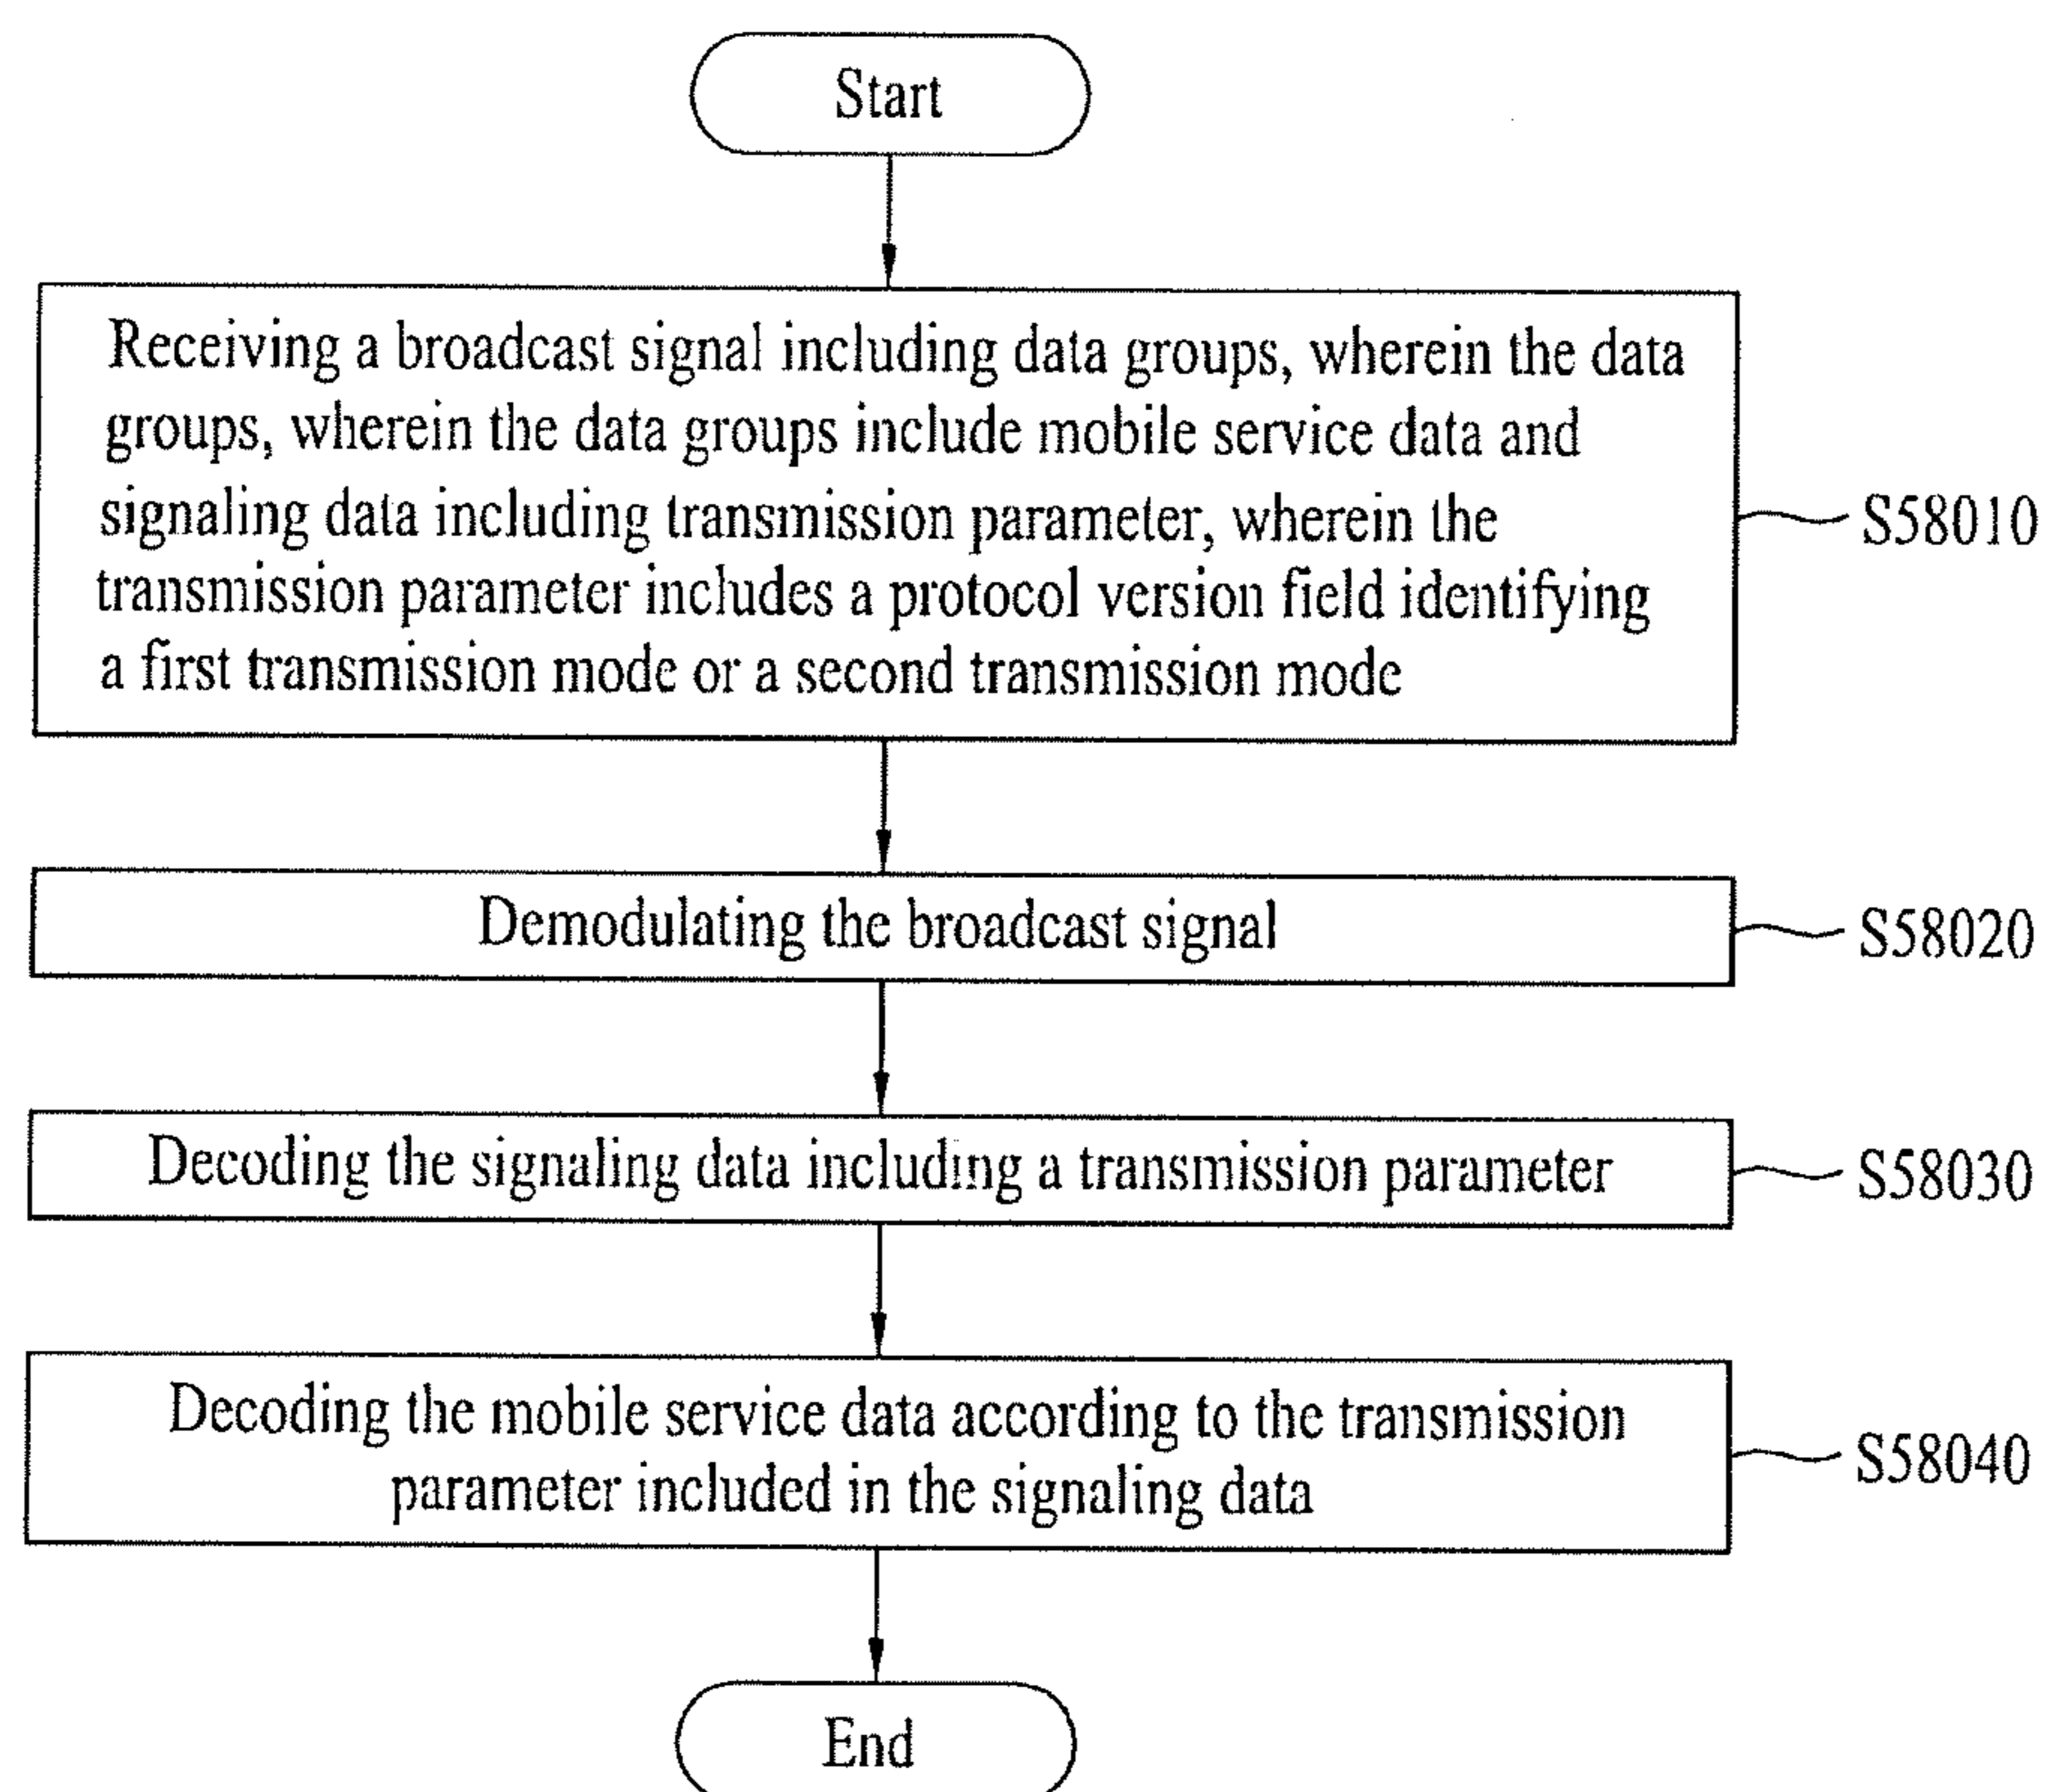 Start
Receiving a broadcast signal including data groups, wherein the data
groups, wherein the data groups include mobile service data and
signaling data including transmission parameter, wherein the
transmission parameter includes a protocol version field identifying
a first transmission mode or a second transmission mode
S58010
Demodulating the broadcast signal
S58020
Decoding the signaling data including a transmission parameter
S58030
Decoding the mobile service data according to the transmission
parameter included in the signaling data
S58040
End